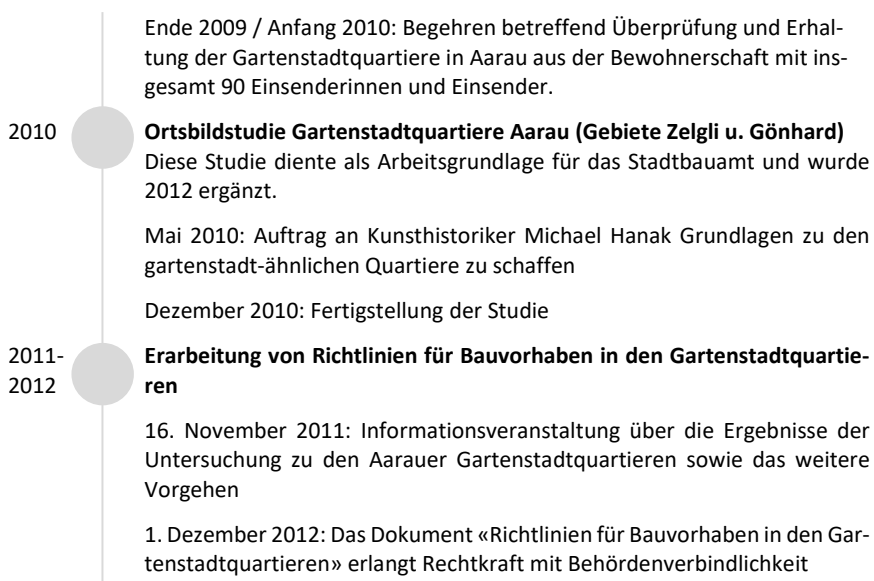 Ende 2009 / Anfang 2010: Begehren betreffend Überprüfung und Erhal-
tung der Gartenstadtquartiere in Aarau aus der Bewohnerschaft mit ins-
gesamt 90 Einsenderinnen und Einsender.
2010
Ortsbildstudie Gartenstadtquartiere Aarau (Gebiete Zelgli u. Gönhard)
Diese Studie diente als Arbeitsgrundlage für das Stadtbauamt und wurde
2012 ergänzt.
Mai 2010: Auftrag an Kunsthistoriker Michael Hanak Grundlagen zu den
gartenstadt-ähnlichen Quartiere zu schaffen
Dezember 2010: Fertigstellung der Studie
2011-
2012
Erarbeitung von Richtlinien für Bauvorhaben in den Gartenstadtquartie-
ren
16. November 2011: Informationsveranstaltung über die Ergebnisse der
Untersuchung zu den Aarauer Gartenstadtquartieren sowie das weitere
Vorgehen
1. Dezember 2012: Das Dokument «Richtlinien für Bauvorhaben in den Gar-
tenstadtquartieren» erlangt Rechtkraft mit Behördenverbindlichkeit